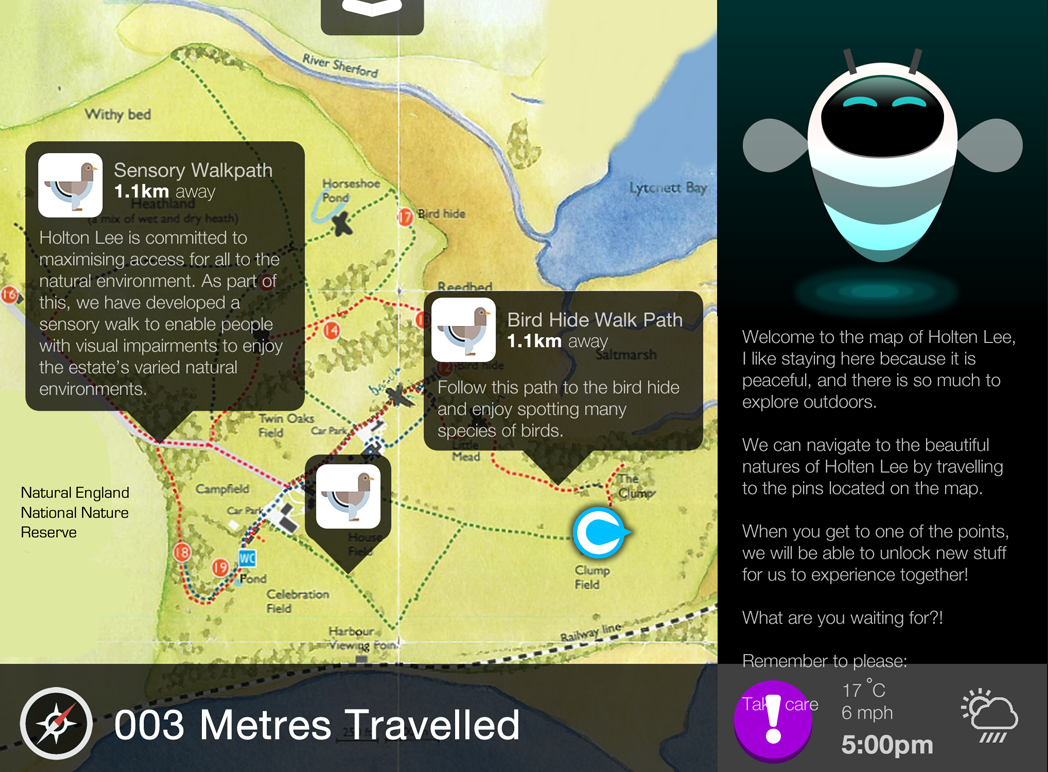 River Sherford
Withy bed
Sensory Walkpath
1.1km away
Heathland
(a mix of wet and dry heath)
Holton Lee is committed to
maximising access for all to the
natural environment. As part of
this, we have developed a
sensory walk to enable people
with visual impairments to enjoy
the estate's varied natural
environments.
Horseshoe
Pond
17
Bird hide
Lytchett Bay
16
14
Reedbed
Bird Hide Walk Path
1.1km away
Saltmarsh
12
Bird hide
Follow this path to the bird hide
and enjoy spotting many
species of birds.
Little
Mead
Twin Oaks
Field
Car Park
The
Clump
Campfield
Car Park
Natural England
National Nature
Reserve
House
Field
18
19
WC
Pond
Clump
Field
Celebration
Field
Harbour
Viewing Point
Railway line
003 Metres Travelled
Welcome to the map of Holten Lee,
I like staying here because it is
peaceful, and there is so much to
explore outdoors.
We can navigate to the beautiful
natures of Holten Lee by travelling
to the pins located on the map.
When you get to one of the points,
we will be able to unlock new stuff
for us to experience together!
What are you waiting for?!
Remember to please:
Take care
!
17 °C
6 mph
5:00pm